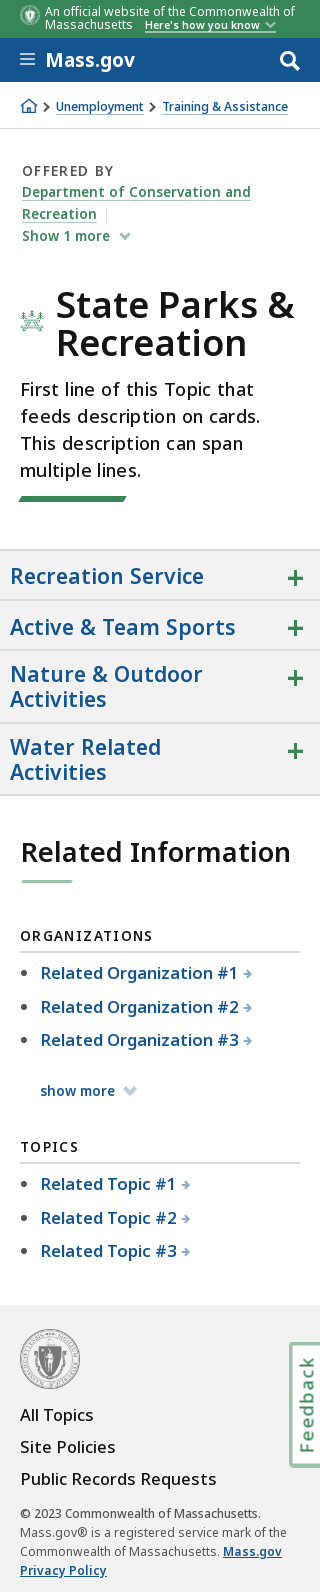 An official website of the Commonwealth of
Massachusetts Here's how you know
Mass.gov
Unemployment Training & Assistance
OFFERED BY
Department of Conservation and
Recreation
Show 1 more
State Parks &
Recreation
First line of this Topic that
feeds description on cards.
This description can span
multiple lines.
Recreation Service
Active & Team Sports
Nature & Outdoor
Activities
Water Related
Activities
Related Information
ORGANIZATIONS
Related Organization #1
Related Organization #2
Related Organization #3
show more
TOPICS
Related Topic #1
Related Topic #2
Related Topic #3
Feedback
All Topics
Site Policies
Public Records Requests
© 2023 Commonwealth of Massachusetts.
Mass.gov® is a registered service mark of the
Commonwealth of Massachusetts. Mass.gov
Privacy Policy